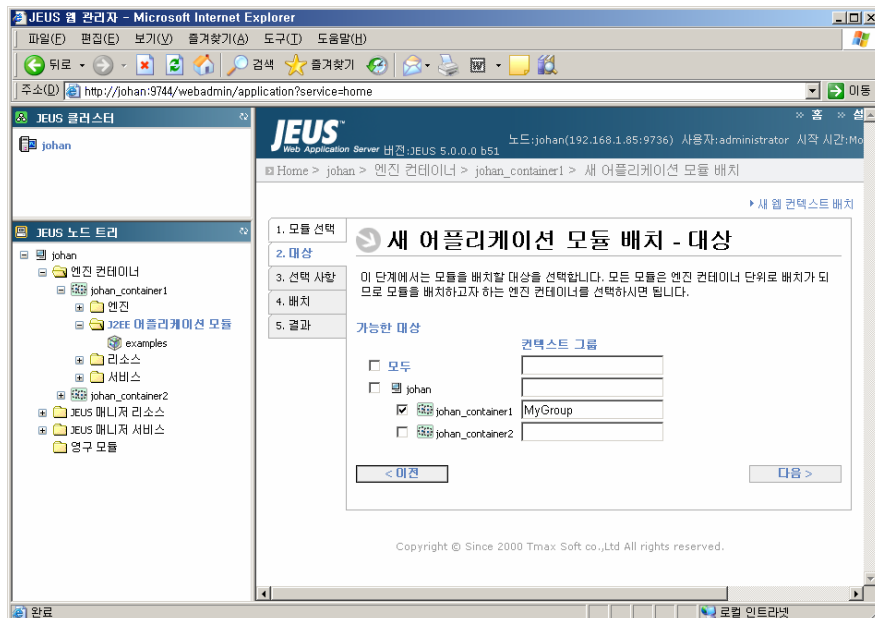 JEUS 웹 관리자 - Microsoft Internet Explorer
파일(F) 편집(E) 보기(V) 즐겨찾기(A) 도구(T) 도움말(H)
뒤로 검색 즐겨찾기
주소(D) http://johan:9744/webadmin/application?service=home 이동
JEUS 클러스터
johan
JEUS 노드 트리
johan
엔진 컨테이너
johan_container1
엔진
J2EE 어플리케이션 모듈
examples
리소스
서비스
johan_container2
JEUS 매니저 리소스
JEUS 매니저 서비스
영구 모듈
» 홈 » 설
JEUS™
Web Application Server 버전:JEUS 5.0.0.0 b51 노드:johan(192.168.1.85:9736) 사용자:administrator 시작 시간:Mo
Home > johan > 엔진 컨테이너 > johan_container1 > 새 어플리케이션 모듈 배치
새 웹 컨텍스트 배치
1. 모듈 선택
2. 대상
3. 선택 사항
4. 배치
5. 결과
새 어플리케이션 모듈 배치 - 대상
이 단계에서는 모듈을 배치할 대상을 선택합니다. 모든 모듈은 엔진 컨테이너 단위로 배치가 되
므로 모듈을 배치하고자 하는 엔진 컨테이너를 선택하시면 됩니다.
가능한 대상
컨텍스트 그룹
모두
johan
johan_container1 MyGroup
johan_container2
< 이전 다음 >
Copyright © Since 2000 Tmax Soft co.,Ltd All rights reserved.
완료 로컬 인트라넷